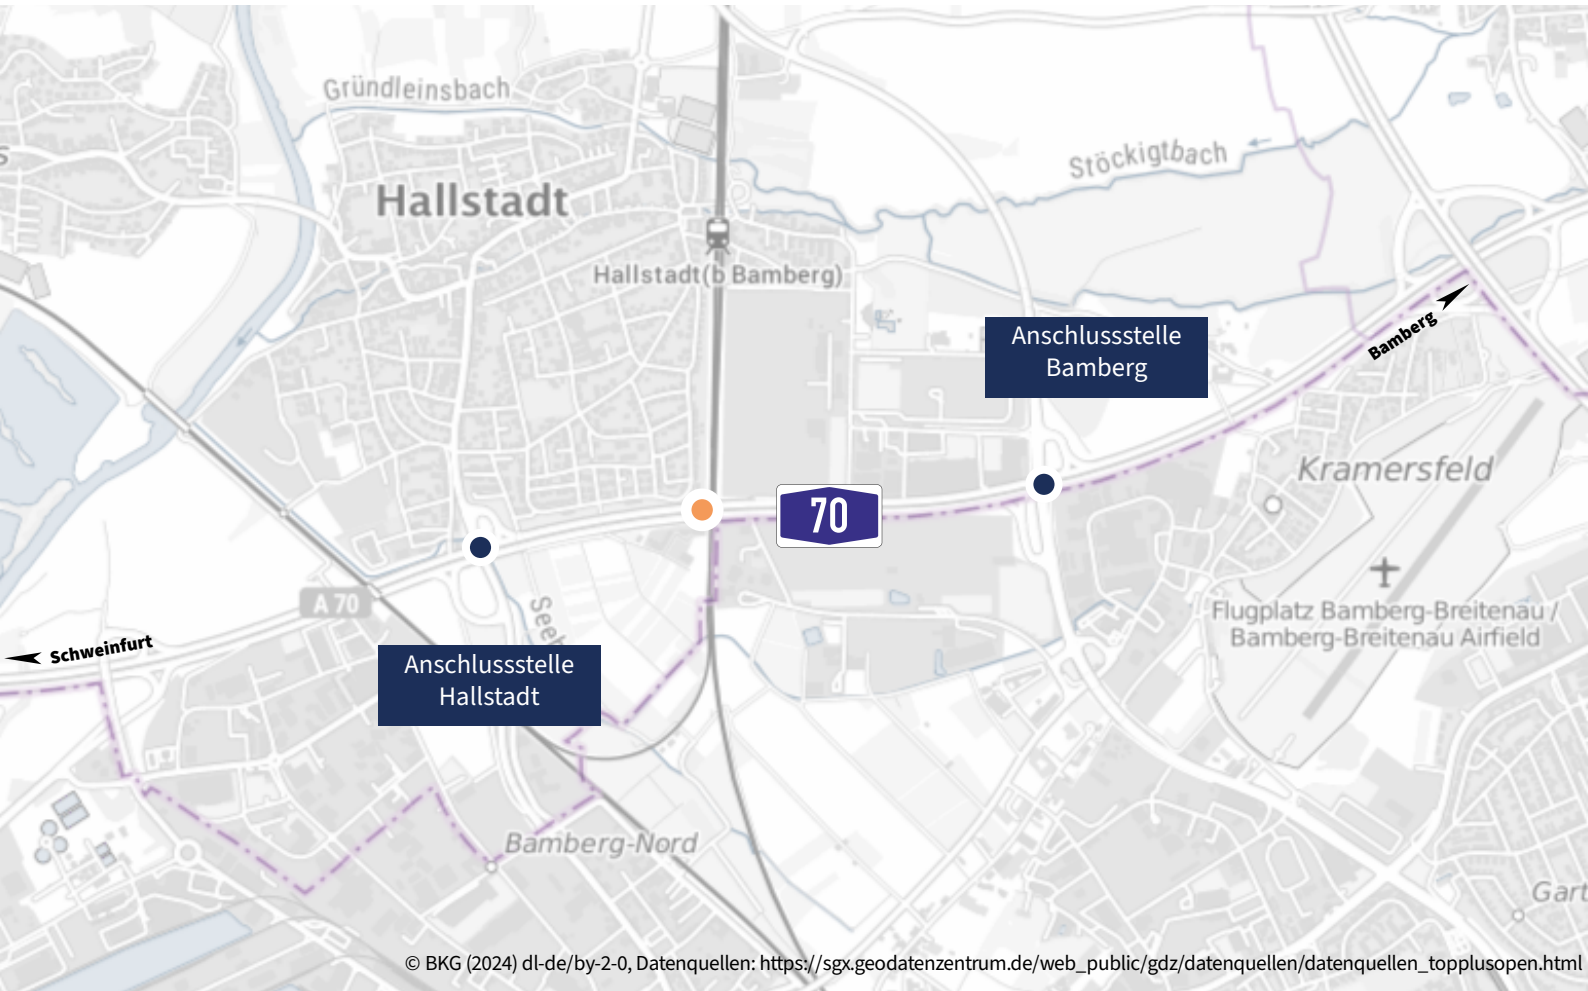 Gründleinsbach
Stöckigtbach
Hallstadt
Hallstadt(b Bamberg)
Anschlussstelle
Bamberg
Bamberg
Kramersfeld
70
A 70
Flugplatz Bamberg-Breitenau /
Bamberg-Breitenau Airfield
Schweinfurt
Anschlussstelle
Hallstadt
Bamberg-Nord
© BKG (2024) dl-de/by-2-0, Datenquellen: https://sgx.geodatenzentrum.de/web_public/gdz/datenquellen/datenquellen_topplusopen.html